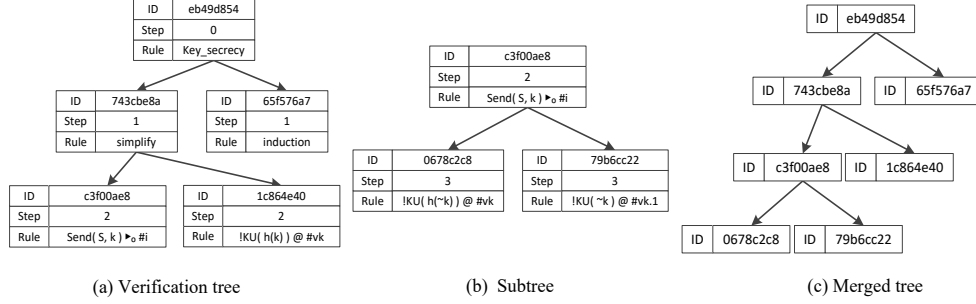 ID eb49d854
Step 0
Rule Key_secrecy
ID 743cbe8a
Step 1
Rule simplify
ID 65f576a7
Step 1
Rule induction
ID c3f00ae8
Step 2
Rule Send( S, k ) ▶₀ #i
ID 1c864e40
Step 2
Rule !KU( h(k) ) @ #vk
(a) Verification tree
ID c3f00ae8
Step 2
Rule Send( S, k ) ▶₀ #i
ID 0678c2c8
Step 3
Rule !KU( h(~k) ) @ #vk
ID 79b6cc22
Step 3
Rule !KU( ~k ) @ #vk.1
(b) Subtree
ID eb49d854
ID 743cbe8a
ID 65f576a7
ID c3f00ae8
ID 1c864e40
ID 0678c2c8
ID 79b6cc22
(c) Merged tree